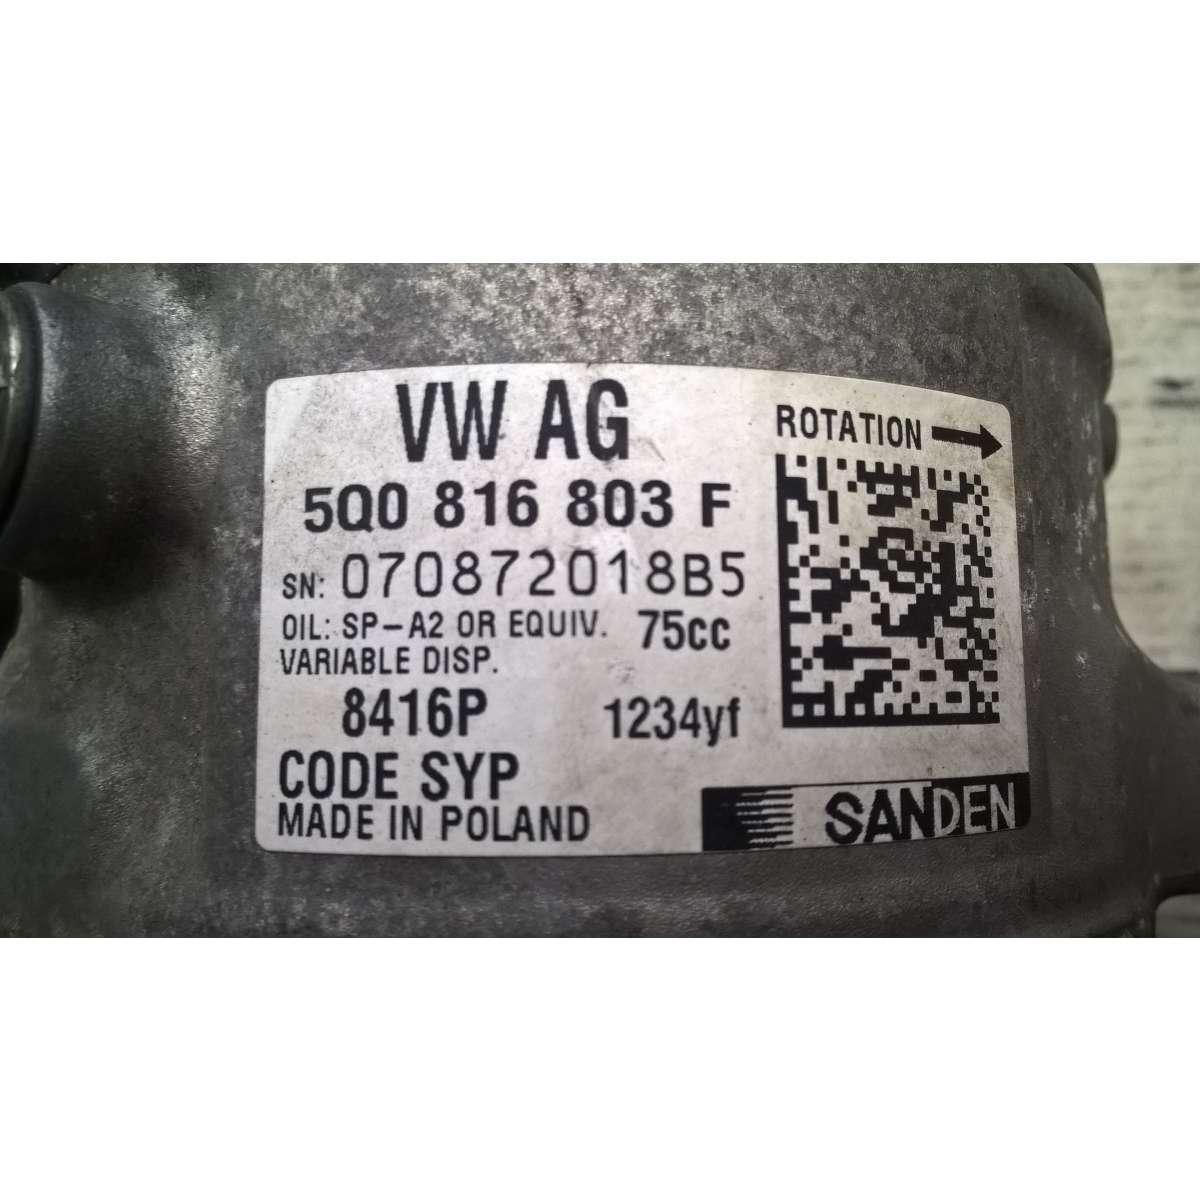 VW AG
ROTATION
5Q0 816 803 F
SN: 070872018B5
OIL: SP-A2 OR EQUIV. 75cc
VARIABLE DISP.
8416P 1234yf
CODE SYP
MADE IN POLAND
SANDEN